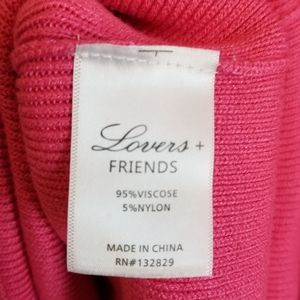 Lovers +
FRIENDS
95%VISCOSE
5%NYLON
MADE IN CHINA
RN#132829